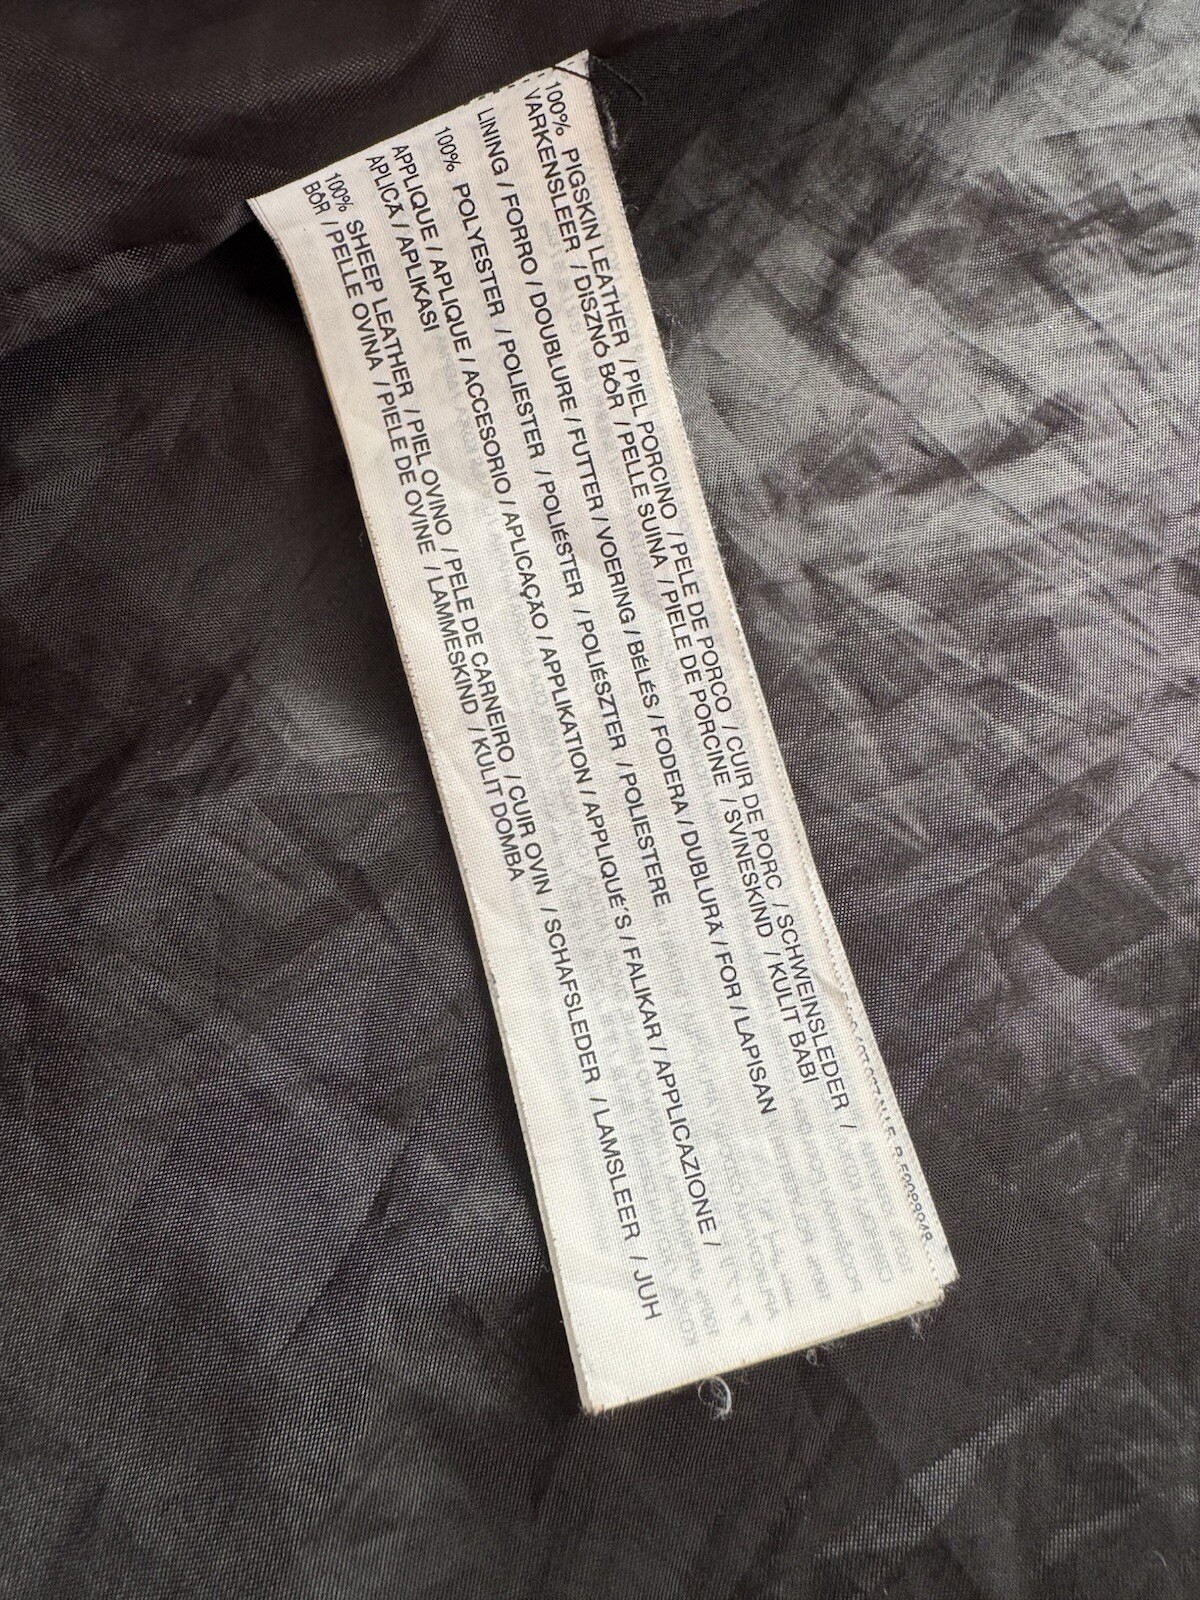 100% PIGSKIN LEATHER / PIEL PORCINO / PELE DE PORCO / CUIR DE PORC / SCHWEINSLEDER /
VARKENSLEER / DISZNÓ BŐR / PELLE SUINA / PIELE DE PORCINE / SVINESKIND / KULIT BABI
LINING / FORRO / DOUBLURE / FUTTER / VOERING / BÉLÉS / FODERA / DUBLURĂ / FOR / LAPISAN
100% POLYESTER / POLIESTER / POLIÉSTER / POLIÉSZTER / POLIESTERE
APPLIQUE / APLIQUE / ACCESORIO / APLICAÇÃO / APPLIKATION / APPLIQUÉ'S / FALIKAR / APPLICAZIONE /
APLICĂ / APLIKASI
100% SHEEP LEATHER / PIEL OVINO / PELE DE CARNEIRO / CUIR OVIN / SCHAFSLEDER / LAMSLEER / JUH
BŐR / PELLE OVINA / PIELE DE OVINE / LAMMESKIND / KULIT DOMBA